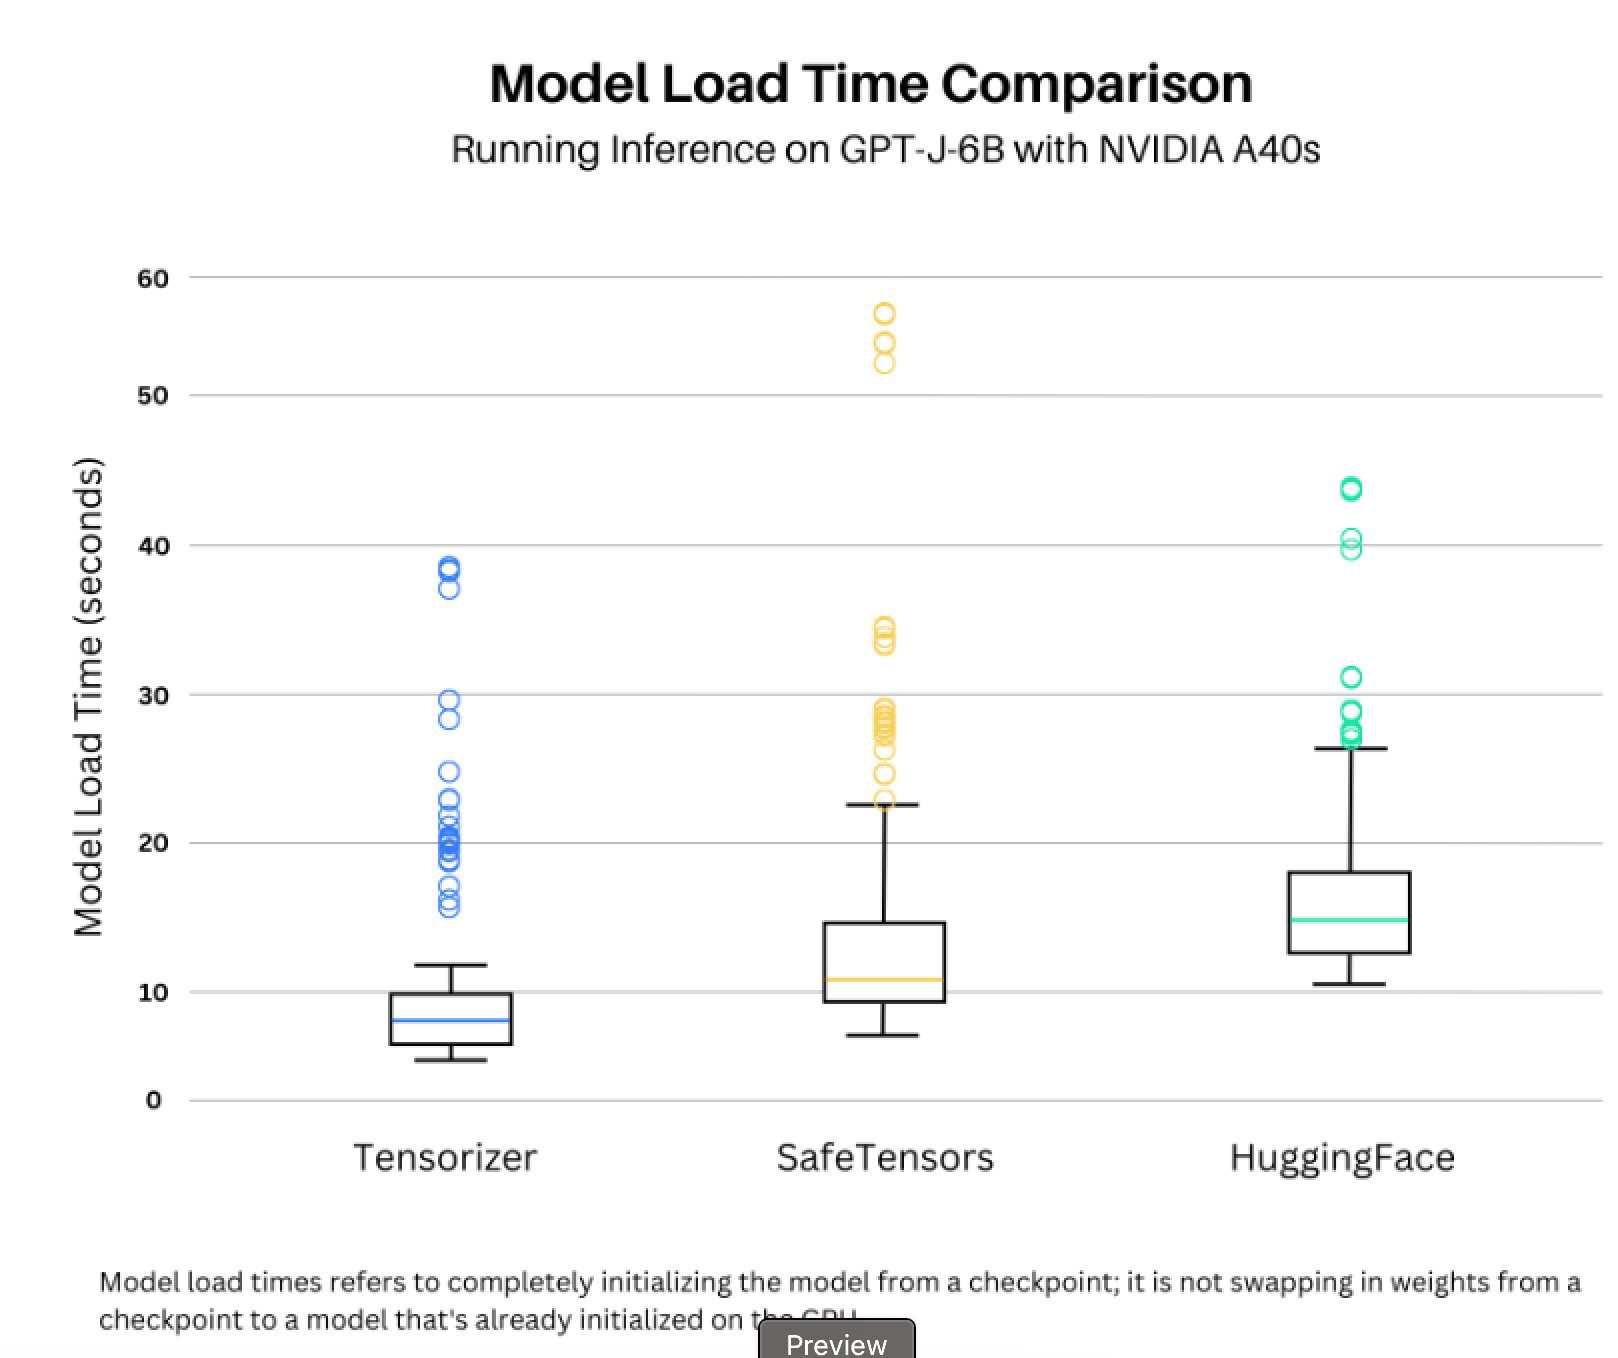 Model Load Time Comparison
Running Inference on GPT-J-6B with NVIDIA A40s
Model Load Time (seconds)
60
50
40
30
20
10
0
Tensorizer
SafeTensors
HuggingFace
Model load times refers to completely initializing the model from a checkpoint; it is not swapping in weights from a
checkpoint to a model that's already initialized on the GPU
Preview